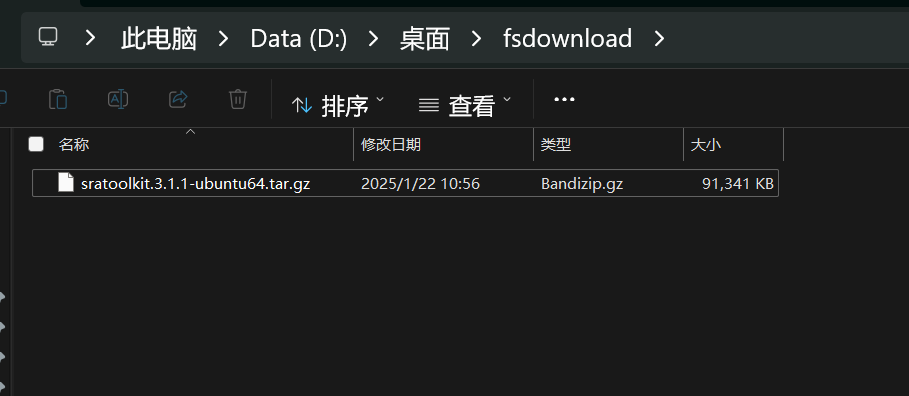 此电脑 Data (D:) 桌面 fsdownload
排序 查看
名称 修改日期 类型 大小
sratoolkit.3.1.1-ubuntu64.tar.gz 2025/1/22 10:56 Bandizip.gz 91,341 KB